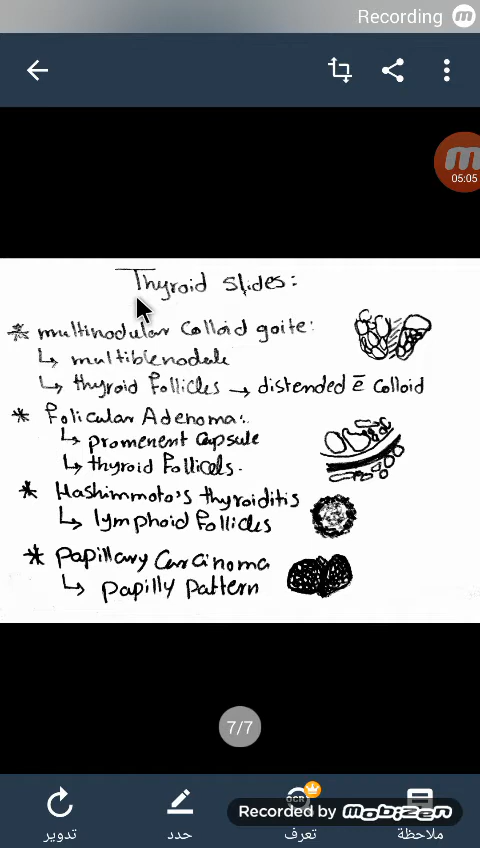 Recording
05:05
Thyroid slides:
* multinodular Colloid goite:
↳ multiblenodule
↳ thyroid follicles → distended c̄ Colloid
* folicular Adenoma:.
↳ promenent Capsule
↳ thyroid follicels.
* Hashimmoto's thyroiditis
↳ lymphoid follicles
* papillary Carcinoma
↳ papilly pattern
7/7
OCR
Recorded by mobizen
تدوير
حدد
تعرف
ملاحظة